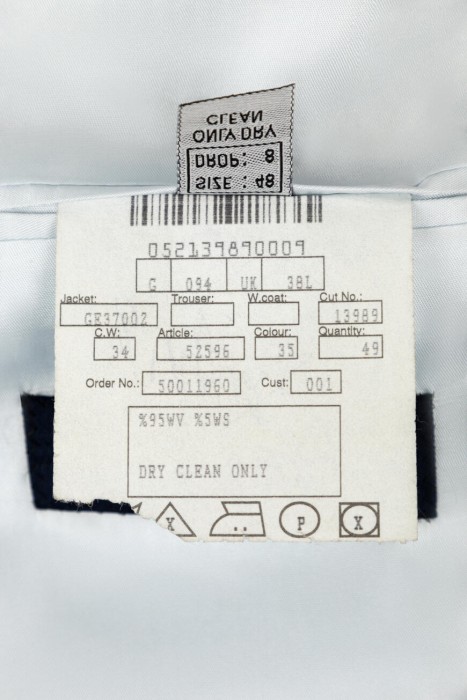 SIZE : 48
DROP: 8
ONLY DRY
CLEAN
052139890009
G 094 UK 38L
Jacket: Trouser: W.coat: Cut No.:
GE37002 13989
C.W: Article: Colour: Quantity:
34 52596 35 49
Order No.: 50011960 Cust: 001
%95WV %5WS
DRY CLEAN ONLY
X P X